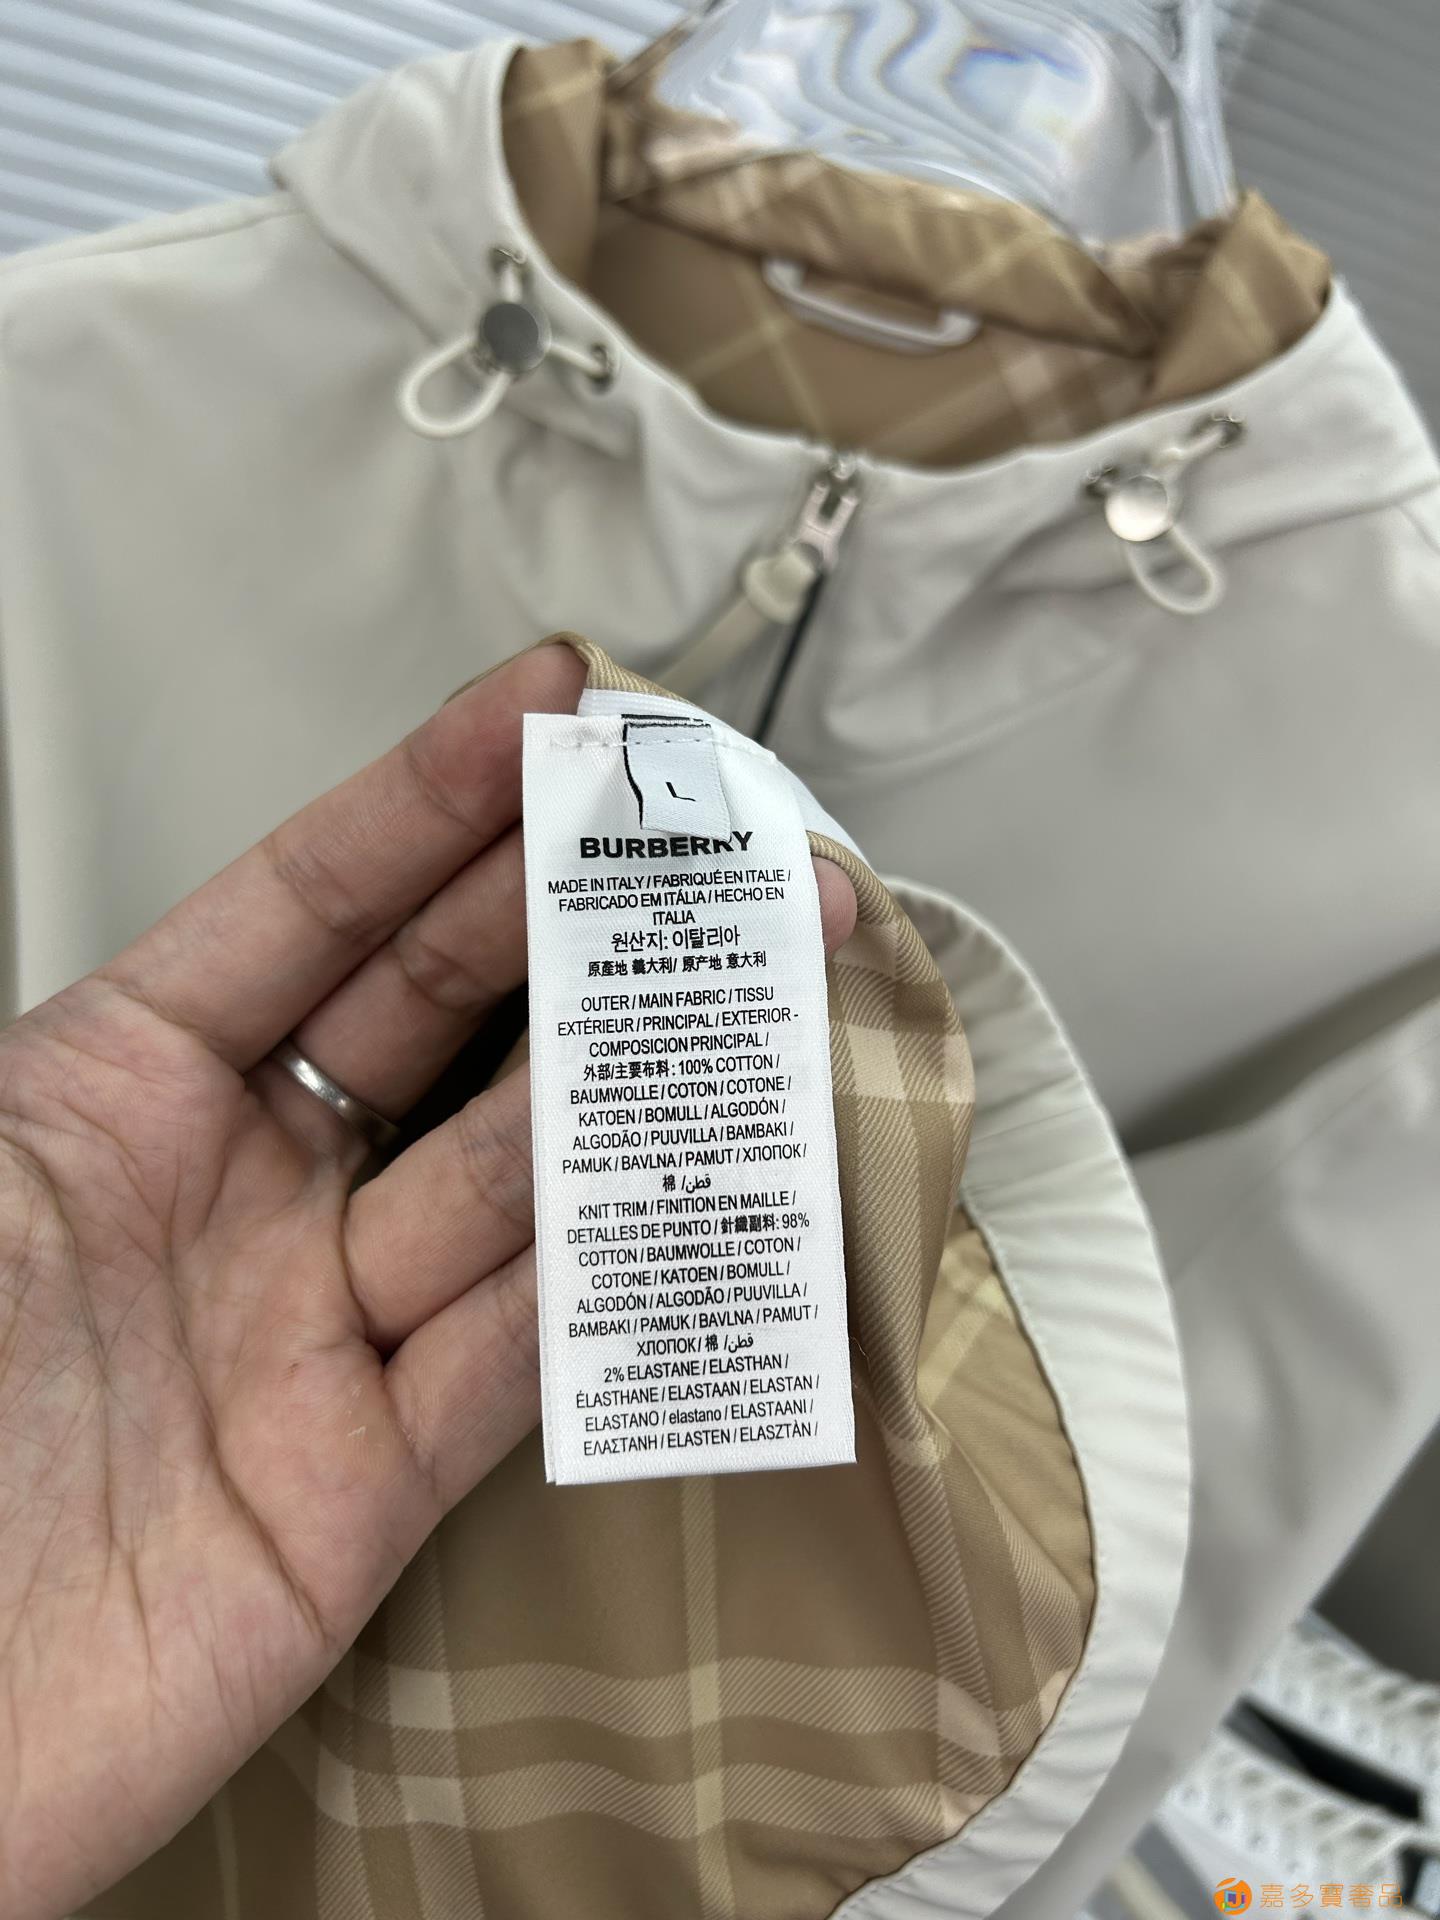 L
BURBERRY
MADE IN ITALY / FABRIQUÉ EN ITALIE /
FABRICADO EM ITÁLIA / HECHO EN
ITALIA
원산지: 이탈리아
原產地 義大利/ 原产地 意大利
OUTER / MAIN FABRIC / TISSU
EXTÉRIEUR / PRINCIPAL / EXTERIOR -
COMPOSICION PRINCIPAL /
外部/主要布料: 100% COTTON /
BAUMWOLLE / COTON / COTONE /
KATOEN / BOMULL / ALGODÓN /
ALGODÃO / PUUVILLA / BAMBAKI /
PAMUK / BAVLNA / PAMUT / ХЛОПОК /
棉 /قطن
KNIT TRIM / FINITION EN MAILLE /
DETALLES DE PUNTO / 針織副料: 98%
COTTON / BAUMWOLLE / COTON /
COTONE / KATOEN / BOMULL /
ALGODÓN / ALGODÃO / PUUVILLA /
BAMBAKI / PAMUK / BAVLNA / PAMUT /
ХЛОПОК / 棉 /قطن
2% ELASTANE / ELASTHAN /
ÉLASTHANE / ELASTAAN / ELASTAN /
ELASTANO / elastano / ELASTAANI /
ΕΛΑΣΤΑΝΗ / ELASTEN / ELASZTÀN /
嘉多寶奢品